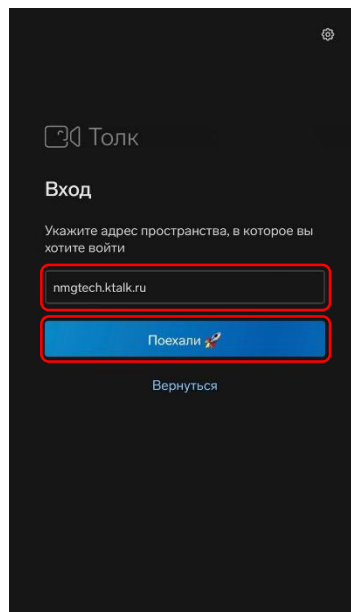 Толк
Вход
Укажите адрес пространства, в которое вы
хотите войти
nmgtech.ktalk.ru
Поехали 🚀
Вернуться